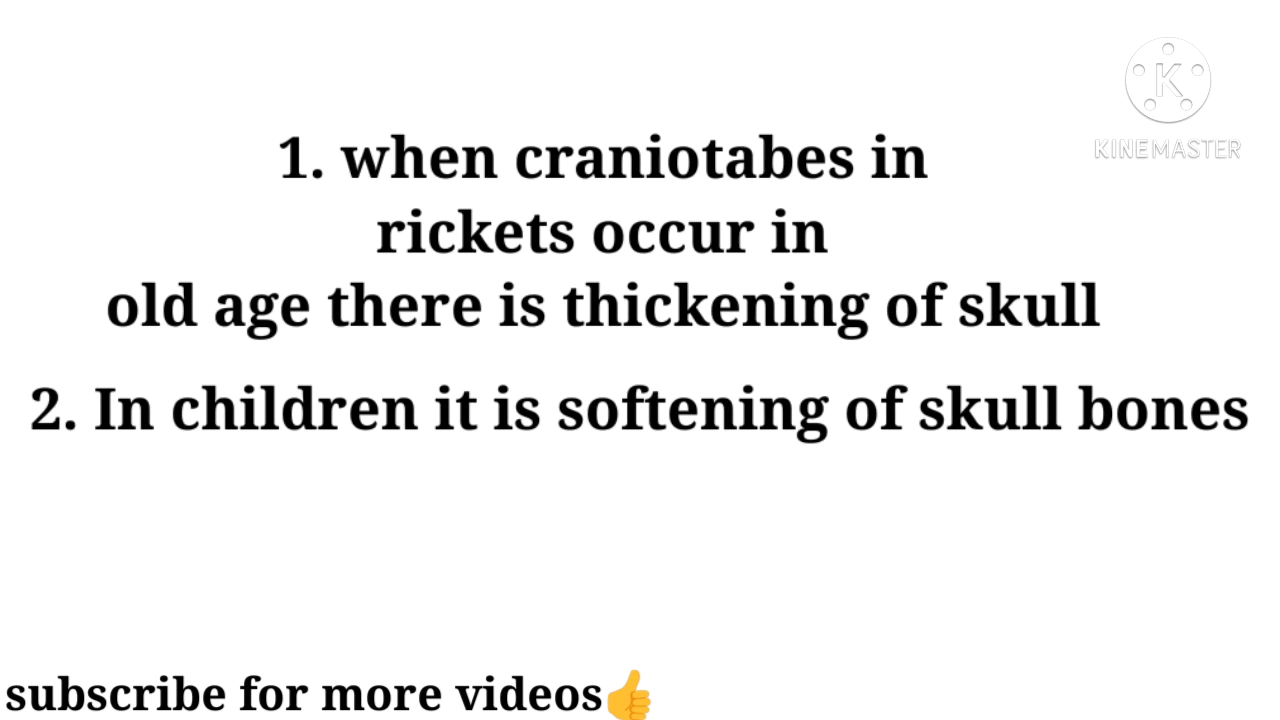 KINEMASTER
1. when craniotabes in
rickets occur in
old age there is thickening of skull
2. In children it is softening of skull bones
subscribe for more videos👍